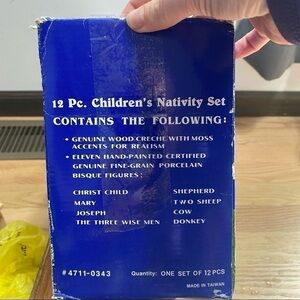 12 Pc. Children's Nativity Set
CONTAINS THE FOLLOWING:
• GENUINE WOOD CRECHE WITH MOSS
ACCENTS FOR REALISM
• ELEVEN HAND-PAINTED CERTIFIED
GENUINE FINE-GRAIN PORCELAIN
BISQUE FIGURES;
CHRIST CHILD SHEPHERD
MARY TWO SHEEP
JOSEPH COW
THE THREE WISE MEN DONKEY
#4711-0343 Quantity: ONE SET OF 12 PCS
MADE IN TAIWAN